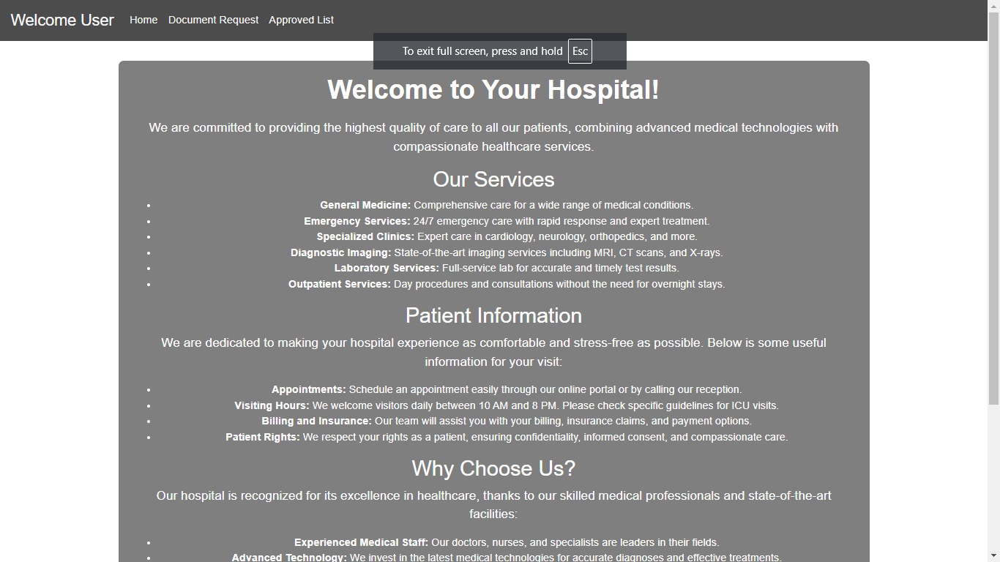 Welcome User Home Document Request Approved List
To exit full screen, press and hold Esc
Welcome to Your Hospital!
We are committed to providing the highest quality of care to all our patients, combining advanced medical technologies with
compassionate healthcare services.
Our Services
• General Medicine: Comprehensive care for a wide range of medical conditions.
• Emergency Services: 24/7 emergency care with rapid response and expert treatment.
• Specialized Clinics: Expert care in cardiology, neurology, orthopedics, and more.
• Diagnostic Imaging: State-of-the-art imaging services including MRI, CT scans, and X-rays.
• Laboratory Services: Full-service lab for accurate and timely test results.
• Outpatient Services: Day procedures and consultations without the need for overnight stays.
Patient Information
We are dedicated to making your hospital experience as comfortable and stress-free as possible. Below is some useful
information for your visit:
• Appointments: Schedule an appointment easily through our online portal or by calling our reception.
• Visiting Hours: We welcome visitors daily between 10 AM and 8 PM. Please check specific guidelines for ICU visits.
• Billing and Insurance: Our team will assist you with your billing, insurance claims, and payment options.
• Patient Rights: We respect your rights as a patient, ensuring confidentiality, informed consent, and compassionate care.
Why Choose Us?
Our hospital is recognized for its excellence in healthcare, thanks to our skilled medical professionals and state-of-the-art
facilities:
• Experienced Medical Staff: Our doctors, nurses, and specialists are leaders in their fields.
• Advanced Technology: We invest in the latest medical technologies for accurate diagnoses and effective treatments.